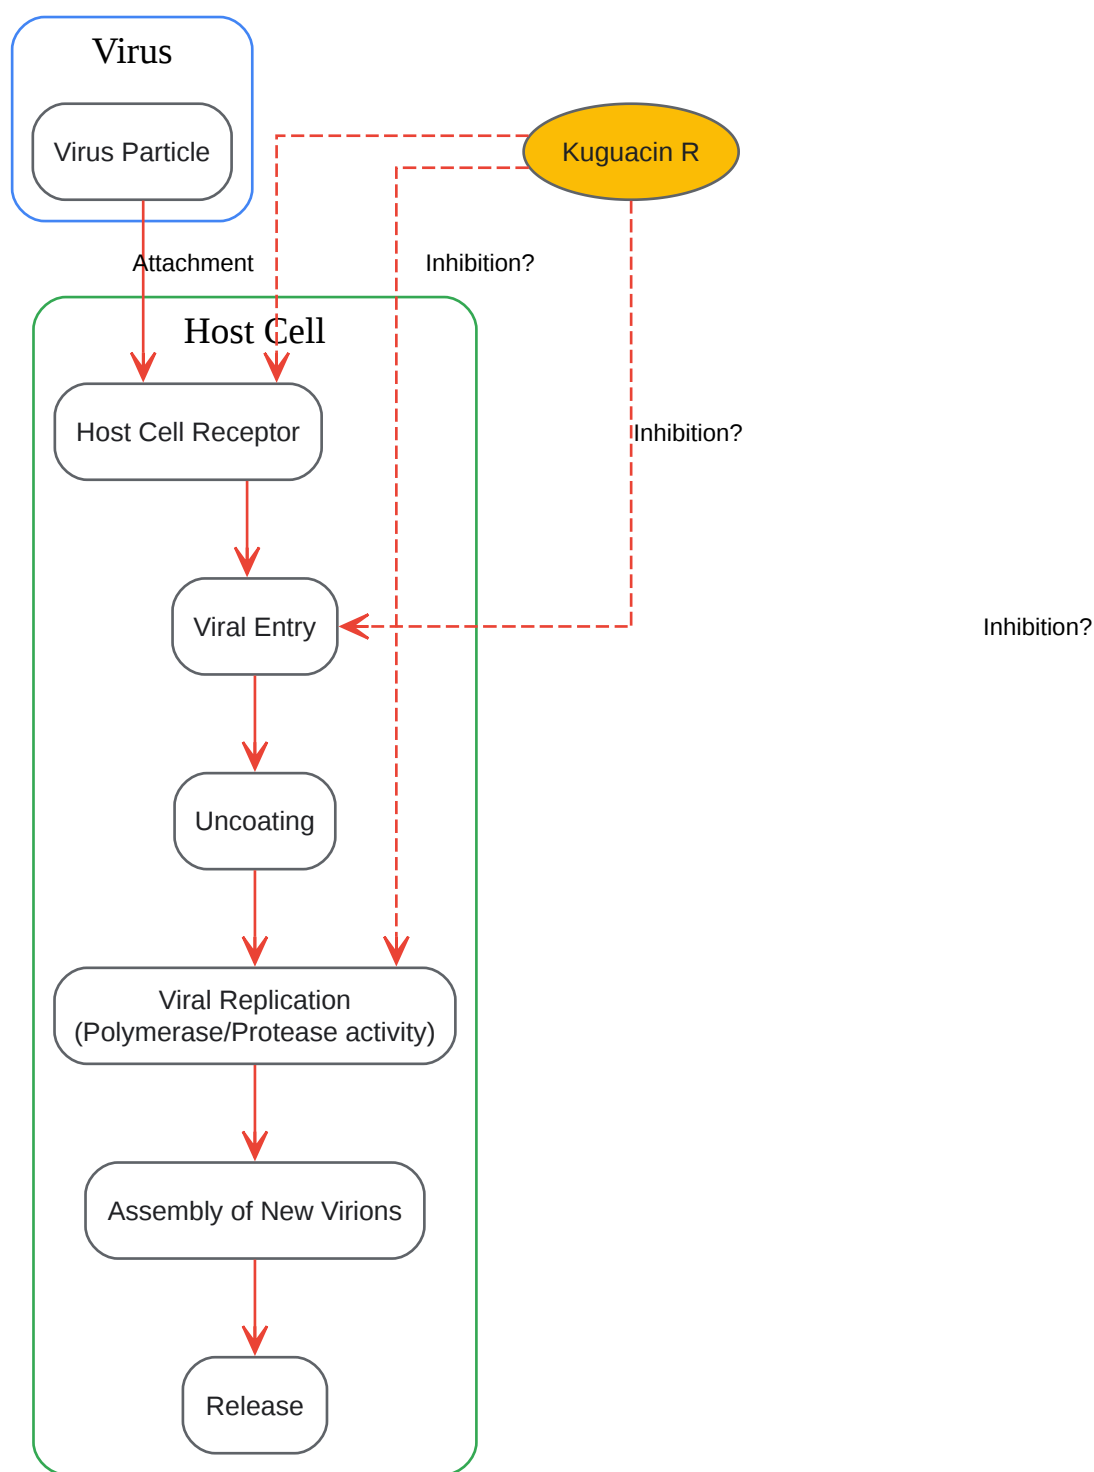 Virus
Virus Particle
Kuguacin R
Attachment
Inhibition?
Host Cell
Host Cell Receptor
Inhibition?
Viral Entry
Inhibition?
Uncoating
Viral Replication
(Polymerase/Protease activity)
Assembly of New Virions
Release